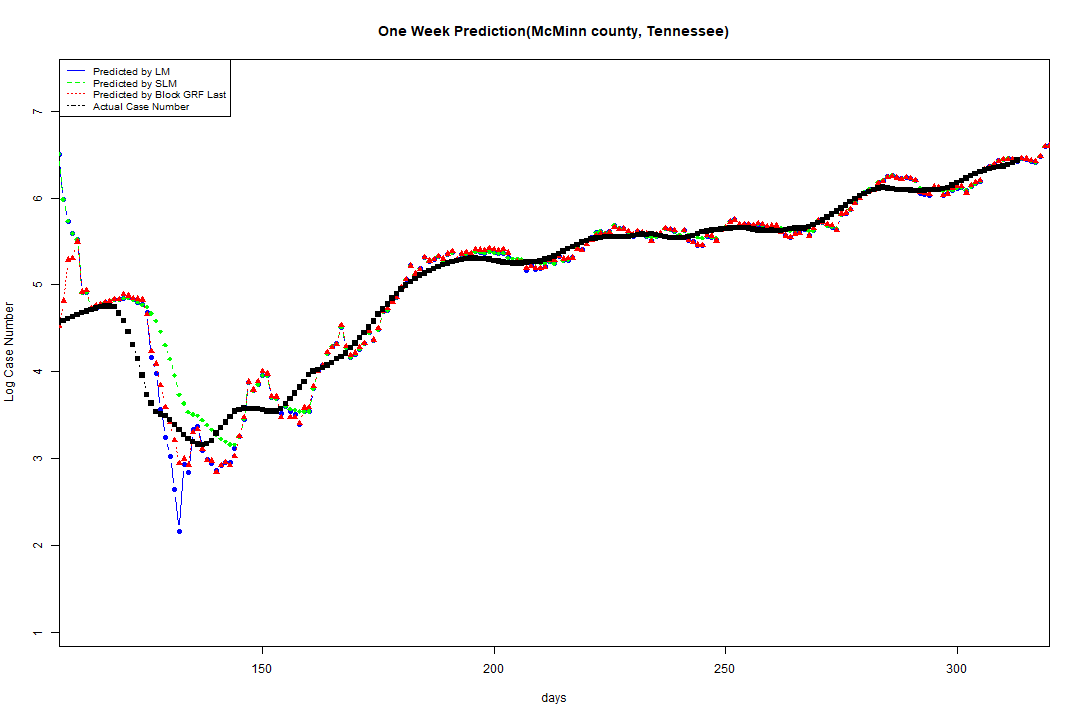 One Week Prediction(McMinn county, Tennessee)
Predicted by LM
Predicted by SLM
Predicted by Block GRF Last
Actual Case Number
7
6
5
4
3
2
1
Log Case Number
150 200 250 300
days